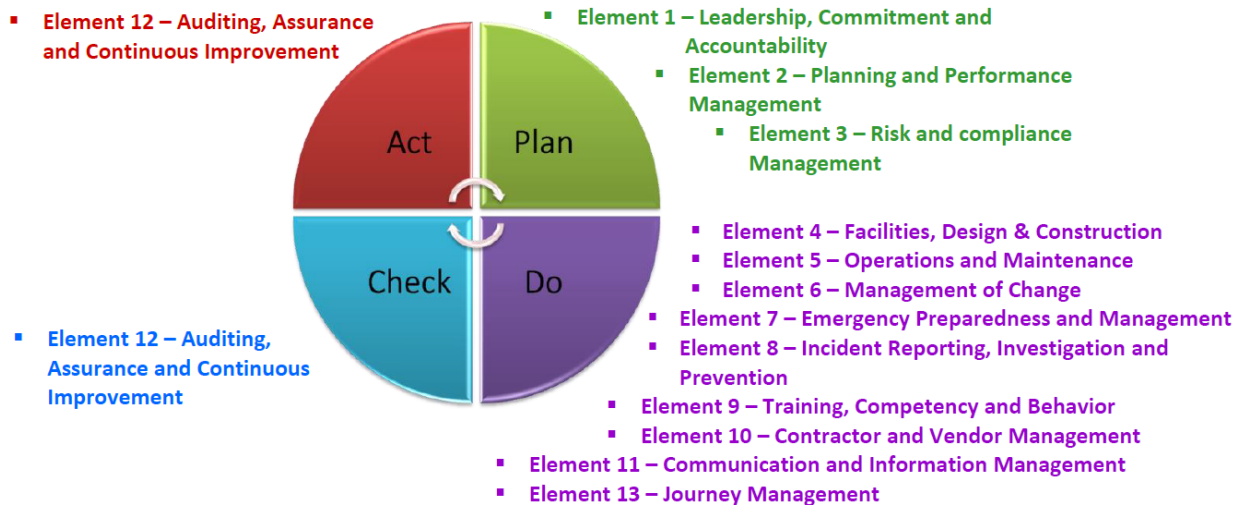 ▪ Element 12 – Auditing, Assurance
and Continuous Improvement
▪ Element 1 – Leadership, Commitment and
Accountability
▪ Element 2 – Planning and Performance
Management
▪ Element 3 – Risk and compliance
Management
Act
Plan
Check
Do
▪ Element 4 – Facilities, Design & Construction
▪ Element 5 – Operations and Maintenance
▪ Element 6 – Management of Change
▪ Element 7 – Emergency Preparedness and Management
▪ Element 8 – Incident Reporting, Investigation and
Prevention
▪ Element 9 – Training, Competency and Behavior
▪ Element 10 – Contractor and Vendor Management
▪ Element 11 – Communication and Information Management
▪ Element 13 – Journey Management
▪ Element 12 – Auditing,
Assurance and Continuous
Improvement